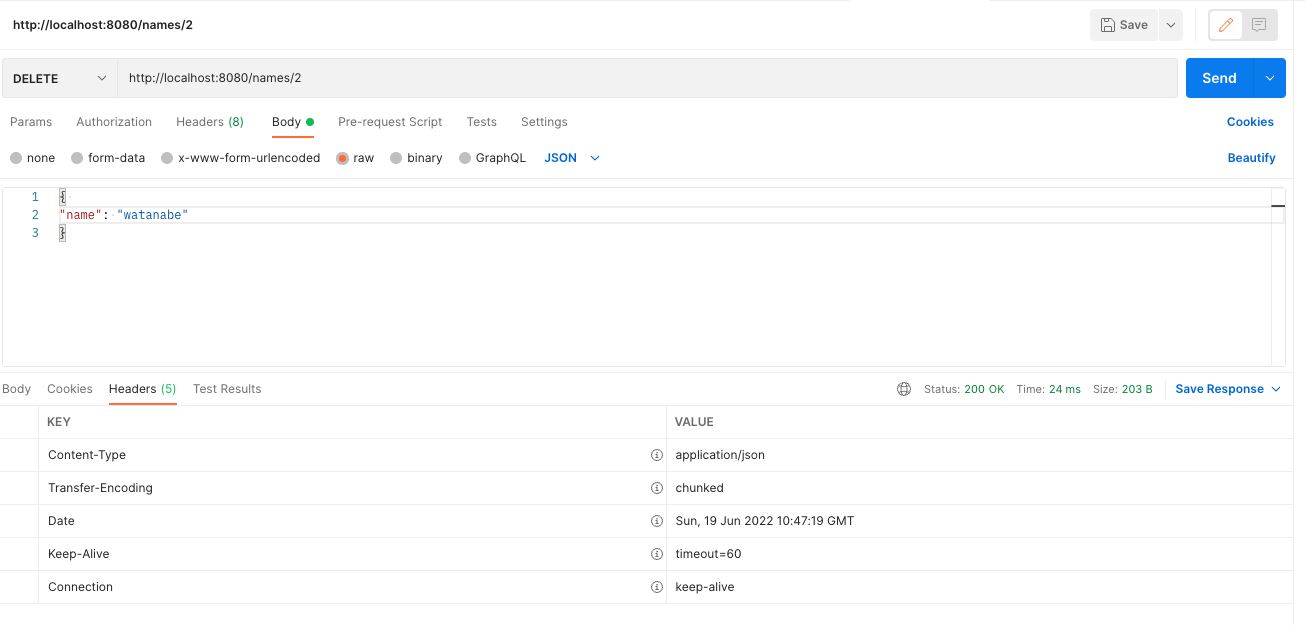 http://localhost:8080/names/2
Save
DELETE
http://localhost:8080/names/2
Send
Params Authorization Headers (8) Body Pre-request Script Tests Settings Cookies
none form-data x-www-form-urlencoded raw binary GraphQL JSON Beautify
1 {
2 "name": "watanabe"
3 }
Body Cookies Headers (5) Test Results Status: 200 OK Time: 24 ms Size: 203 B Save Response
KEY VALUE
Content-Type application/json
Transfer-Encoding chunked
Date Sun, 19 Jun 2022 10:47:19 GMT
Keep-Alive timeout=60
Connection keep-alive